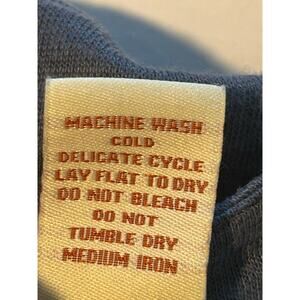 MACHINE WASH
COLD
DELICATE CYCLE
LAY FLAT TO DRY
DO NOT BLEACH
DO NOT
TUMBLE DRY
MEDIUM IRON